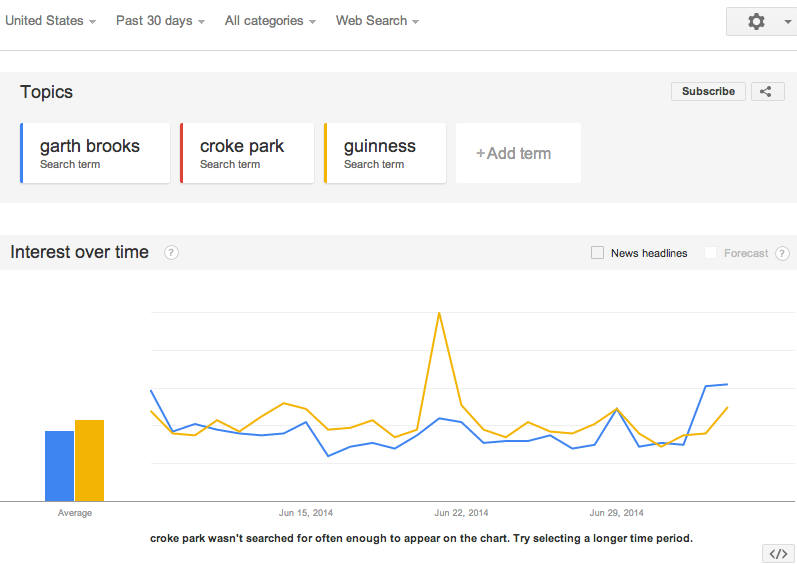 United States Past 30 days All categories Web Search
Topics
Subscribe
garth brooks croke park guinness +Add term
Search term Search term Search term
Interest over time ? News headlines Forecast ?
Average Jun 15, 2014 Jun 22, 2014 Jun 29, 2014
croke park wasn't searched for often enough to appear on the chart. Try selecting a longer time period.
</>